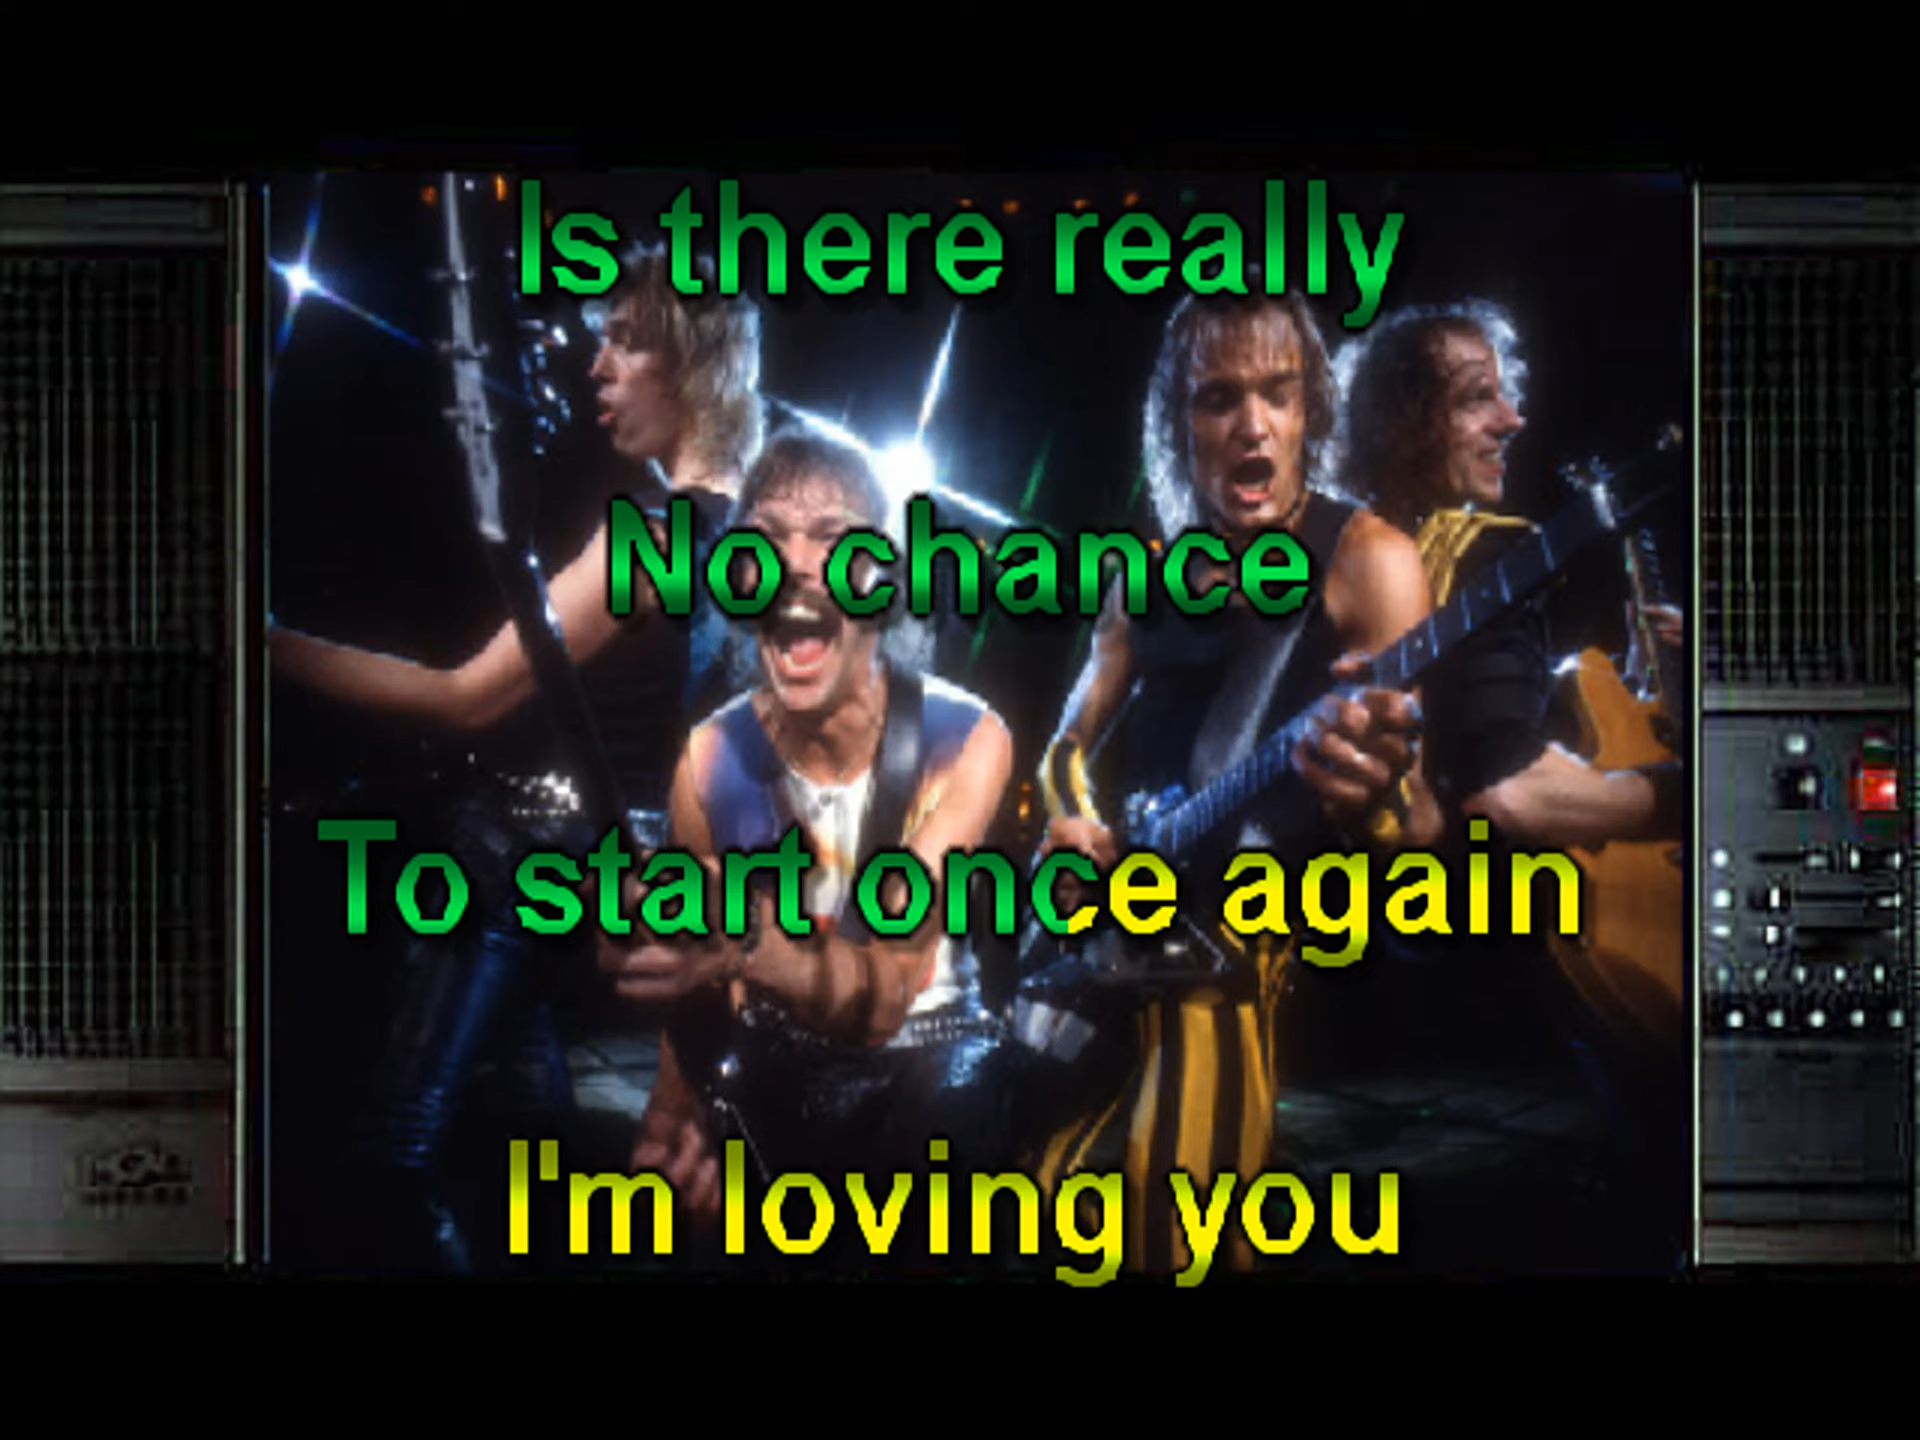 Is there really
No chance
To start once again
I'm loving you